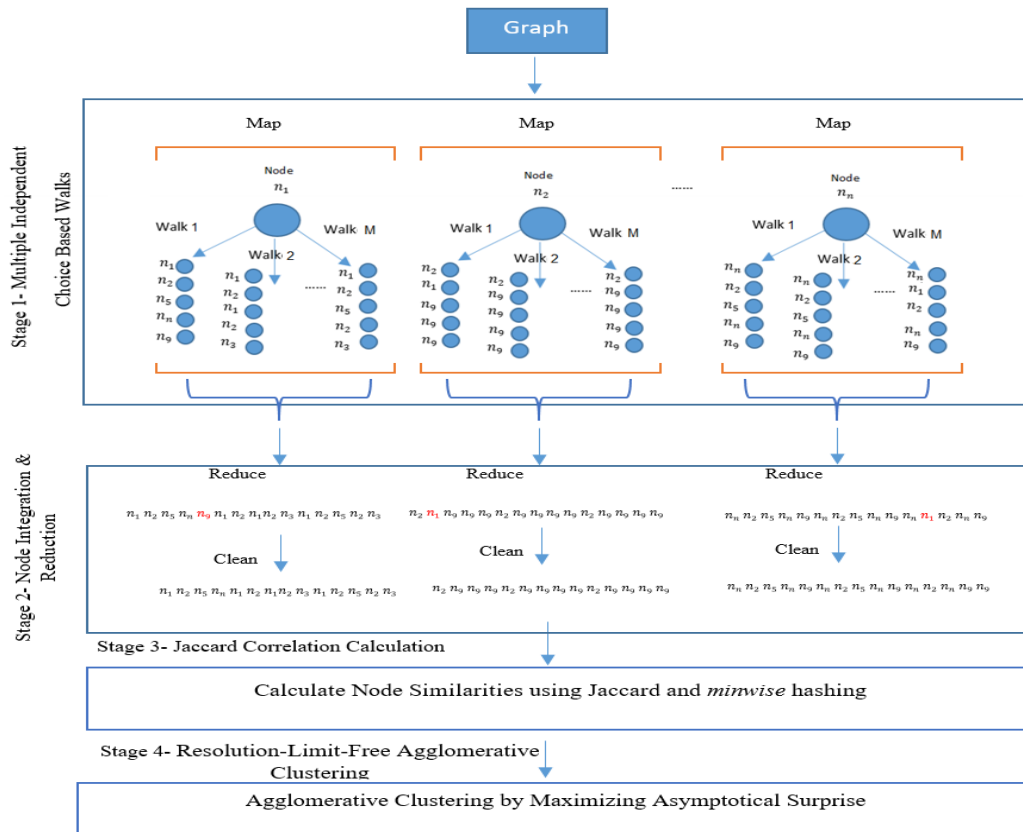 Graph
Stage 1- Multiple Independent
Choice Based Walks
Map
Map
Map
Node
n₁
Node
n₂
......
Node
nₙ
Walk 1
Walk 2
Walk M
Walk 1
Walk 2
Walk M
Walk 1
Walk 2
Walk M
n₁
n₂
n₅
nₙ
n₉
n₁
n₂
n₁
n₂
n₃
......
n₁
n₂
n₅
n₂
n₃
n₂
n₁
n₉
n₉
n₉
n₂
n₉
n₉
n₉
n₉
......
n₂
n₉
n₉
n₉
n₉
nₙ
n₂
n₅
nₙ
n₉
nₙ
n₂
n₅
nₙ
n₉
......
nₙ
n₁
n₂
nₙ
n₉
Stage 2- Node Integration &
Reduction
Reduce
Reduce
Reduce
n₁ n₂ n₅ nₙ n₉ n₁ n₂ n₁n₂ n₃ n₁ n₂ n₅ n₂ n₃
n₂ n₁ n₉ n₉ n₉ n₂ n₉ n₉ n₉ n₉ n₂ n₉ n₉ n₉ n₉
nₙ n₂ n₅ nₙ n₉ nₙ n₂ n₅ nₙ n₉ nₙ n₁ n₂ nₙ n₉
Clean
Clean
Clean
n₁ n₂ n₅ nₙ n₁ n₂ n₁n₂ n₃ n₁ n₂ n₅ n₂ n₃
n₂ n₉ n₉ n₉ n₂ n₉ n₉ n₉ n₉ n₂ n₉ n₉ n₉ n₉
nₙ n₂ n₅ nₙ n₉ nₙ n₂ n₅ nₙ n₉ nₙ n₂ nₙ n₉ n₉
Stage 3- Jaccard Correlation Calculation
Calculate Node Similarities using Jaccard and minwise hashing
Stage 4- Resolution-Limit-Free Agglomerative
Clustering
Agglomerative Clustering by Maximizing Asymptotical Surprise